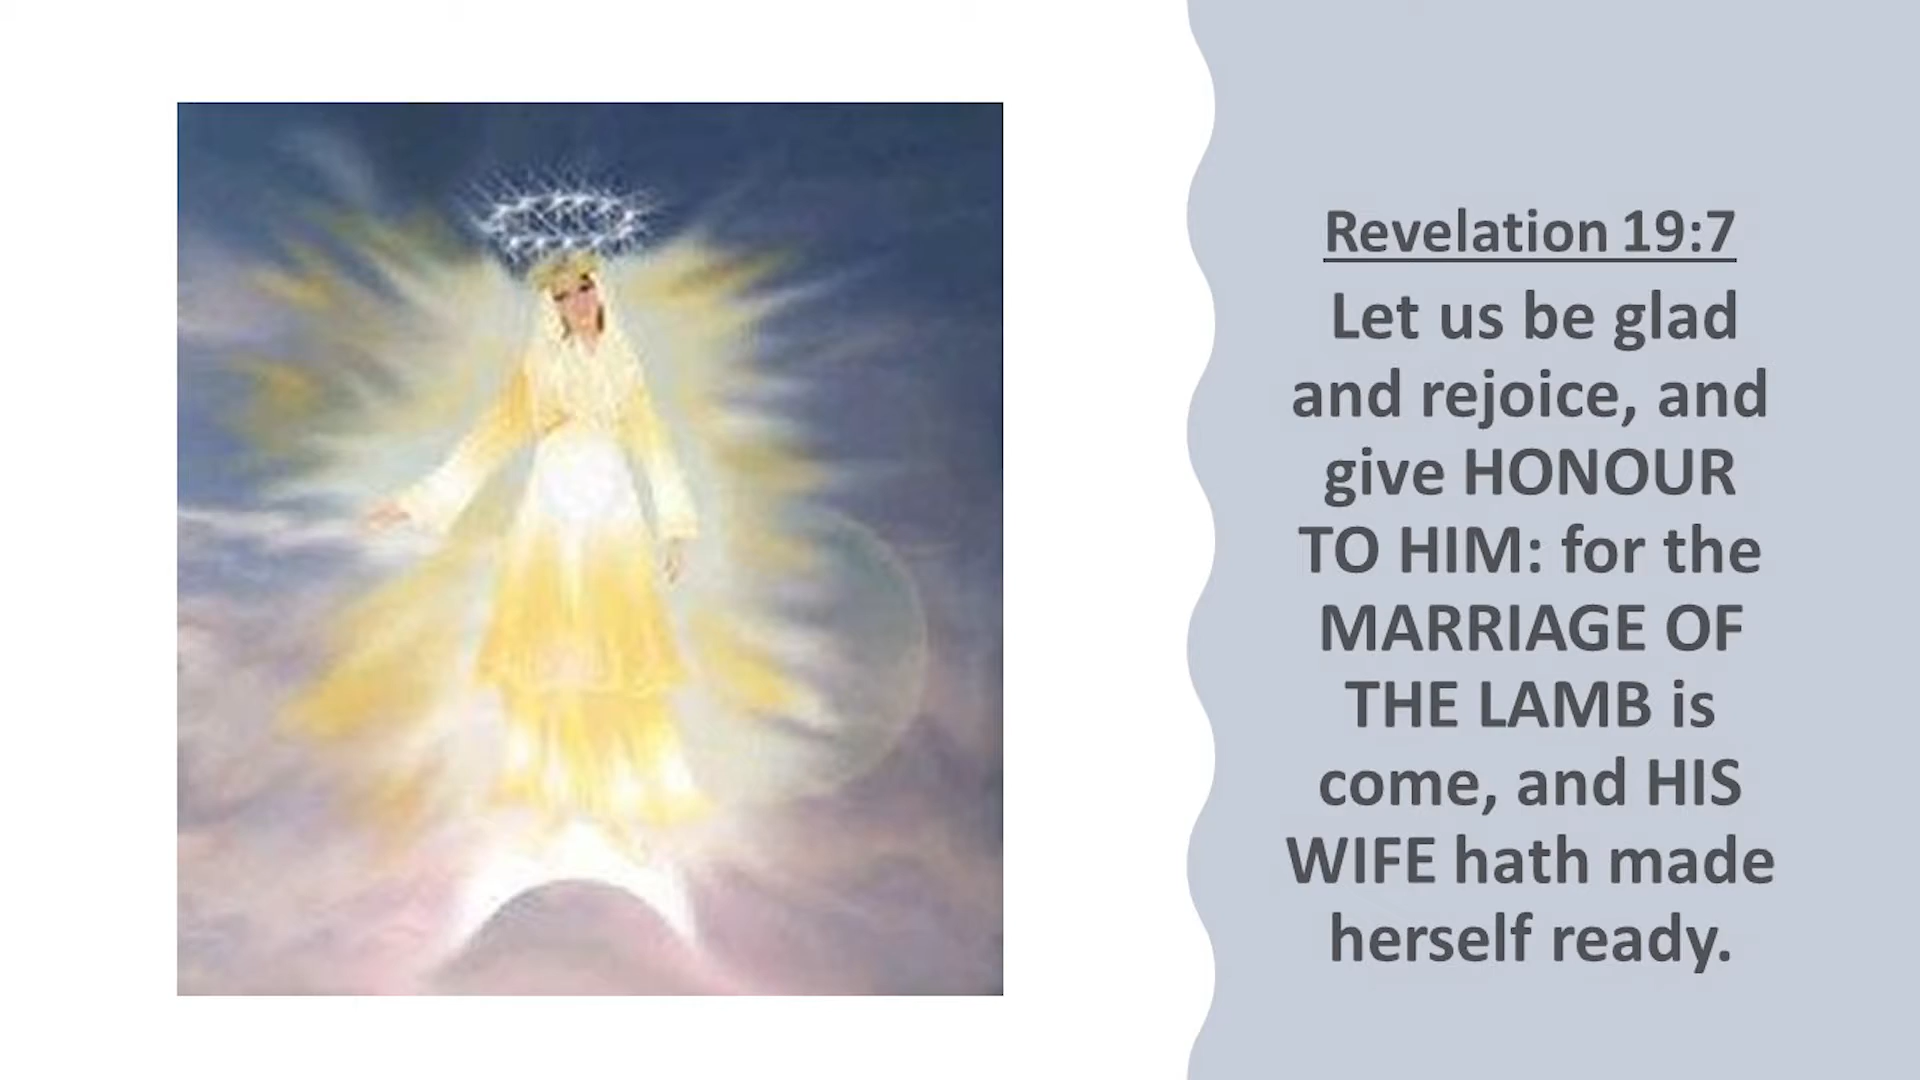 Revelation 19:7
Let us be glad
and rejoice, and
give HONOUR
TO HIM: for the
MARRIAGE OF
THE LAMB is
come, and HIS
WIFE hath made
herself ready.